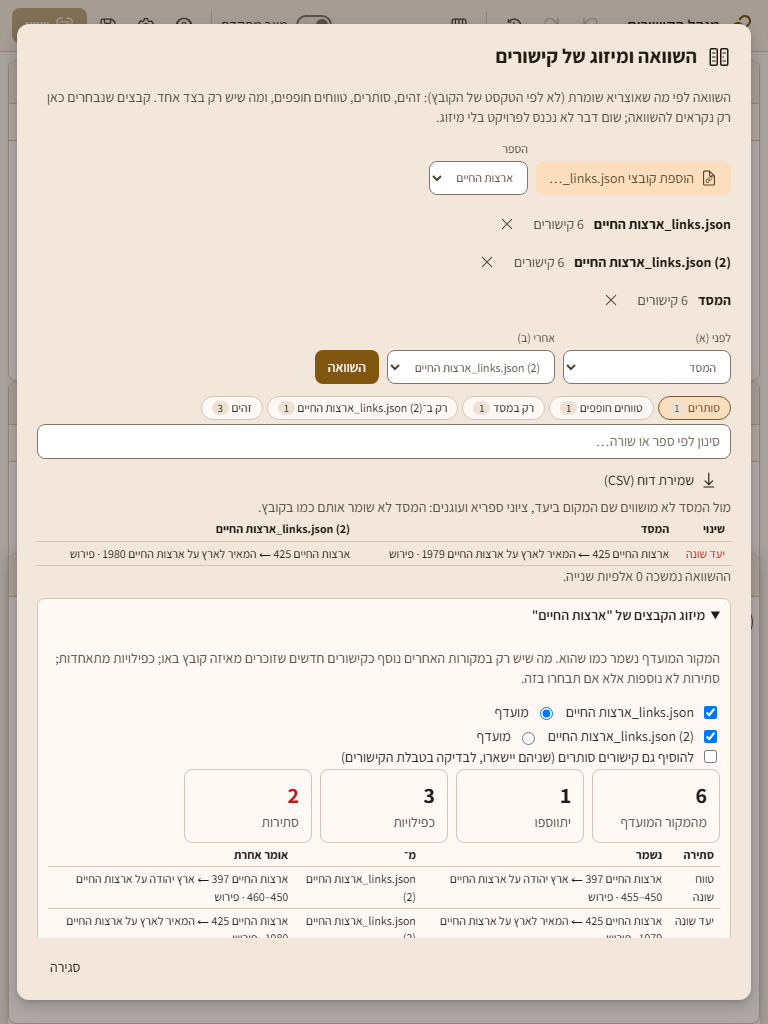 השוואה ומיזוג של קישורים
השוואה לפי מה שאוצריא שומרת (לא לפי הטקסט של הקובץ): זהים, סותרים, טווחים חופפים, ומה שיש רק בצד אחד. קבצים שנבחרים כאן
רק נקראים להשוואה; שום דבר לא נכנס לפרויקט בלי מיזוג.
הספר
הוספת קובצי links.json_…
ארצות החיים
ארצות החיים_links.json 6 קישורים
ארצות החיים_links.json (2) 6 קישורים
המסד 6 קישורים
לפני (א)
אחרי (ב)
המסד
ארצות החיים_links.json (2)
השוואה
סותרים 1
טווחים חופפים 1
רק במסד 1
רק ב־ארצות החיים_links.json (2) 1
זהים 3
סינון לפי ספר או שורה…
שמירת דוח (CSV)
מול המסד לא מושווים שם המקום ביעד, ציוני ספריא ועוגנים: המסד לא שומר אותם כמו בקובץ.
שינוי המסד ארצות החיים_links.json (2)
יעד שונה ארצות החיים 425 ← המאיר לארץ על ארצות החיים 1979 · פירוש ארצות החיים 425 ← המאיר לארץ על ארצות החיים 1980 · פירוש
ההשוואה נמשכה 0 אלפיות שנייה.
▼ מיזוג הקבצים של "ארצות החיים"
המקור המועדף נשמר כמו שהוא. מה שיש רק במקורות האחרים נוסף כקישורים חדשים שזוכרים מאיזה קובץ באו; כפילויות מתאחדות;
סתירות לא נוספות אלא אם תבחרו בזה.
ארצות החיים_links.json מועדף
ארצות החיים_links.json (2) מועדף
להוסיף גם קישורים סותרים (שניהם יישארו, לבדיקה בטבלת הקישורים)
6 1 3 2
מהמקור המועדף יתווספו כפילויות סתירות
סתירה נשמר מ־ אומר אחרת
טווח ארצות החיים 397 ← ארץ יהודה על ארצות החיים ארצות החיים_links.json ארצות החיים 397 ← ארץ יהודה על ארצות החיים
שונה 450–455 · פירוש (2) 450–460 · פירוש
יעד שונה ארצות החיים 425 ← המאיר לארץ על ארצות החיים ארצות החיים_links.json ארצות החיים 425 ← המאיר לארץ על ארצות החיים
סגירה